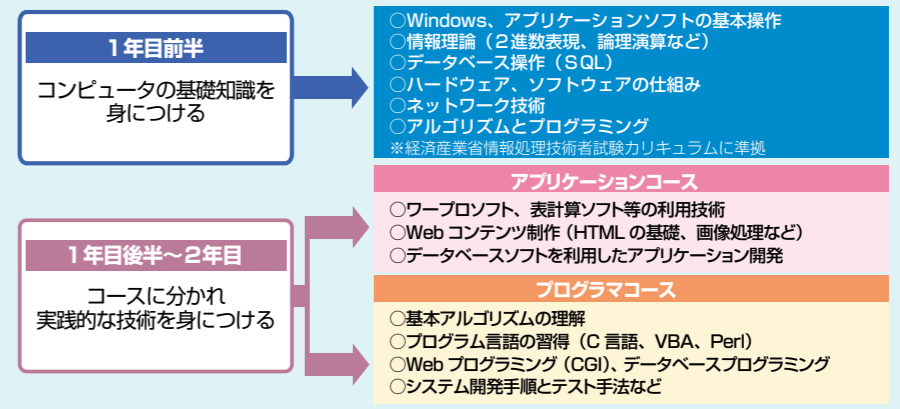 1年目前半
コンピュータの基礎知識を
身につける
○Windows、アプリケーションソフトの基本操作
○情報理論（２進数表現、論理演算など）
○データベース操作（ＳＱＬ）
○ハードウェア、ソフトウェアの仕組み
○ネットワーク技術
○アルゴリズムとプログラミング
※経済産業省情報処理技術者試験カリキュラムに準拠
1年目後半～２年目
コースに分かれ
実践的な技術を身につける
アプリケーションコース
○ワープロソフト、表計算ソフト等の利用技術
○Web コンテンツ制作（HTML の基礎、画像処理など）
○データベースソフトを利用したアプリケーション開発
プログラマコース
○基本アルゴリズムの理解
○プログラム言語の習得（C 言語、VBA、Perl）
○Web プログラミング（CGI）、データベースプログラミング
○システム開発手順とテスト手法など